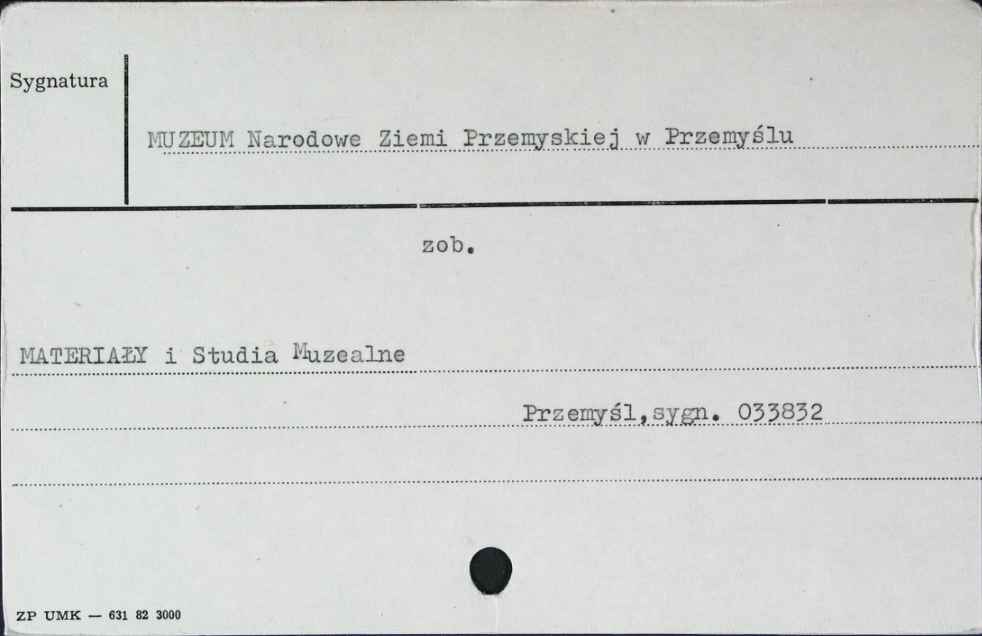 Sygnatura
MUZEUM Narodowe Ziemi Przemyskiej w Przemyślu
zob.
MATERIAŁY i Studia Muzealne
Przemyśl,sygn. 033832
ZP UMK — 631 82 3000